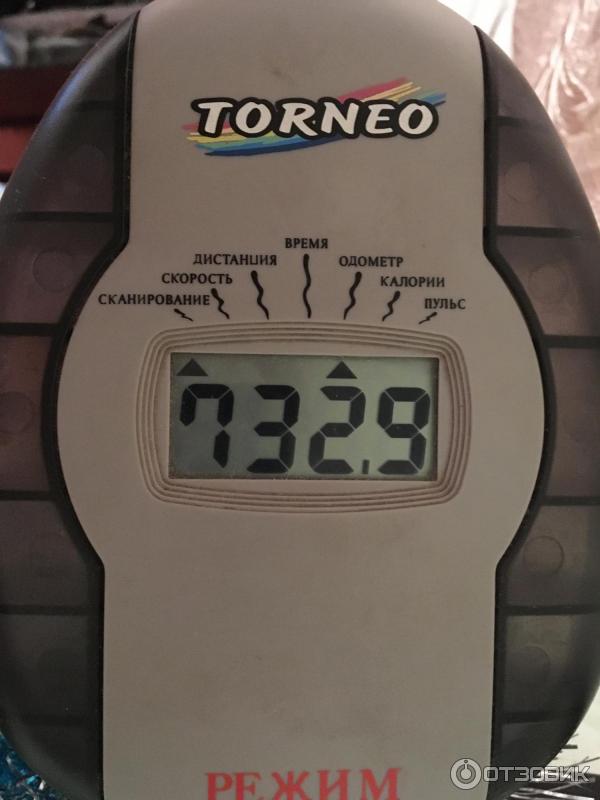 TORNEO
ВРЕМЯ
ДИСТАНЦИЯ
ОДОМЕТР
СКОРОСТЬ
КАЛОРИИ
СКАНИРОВАНИЕ
ПУЛЬС
732.9
РЕЖИМ
ОТЗОВИК